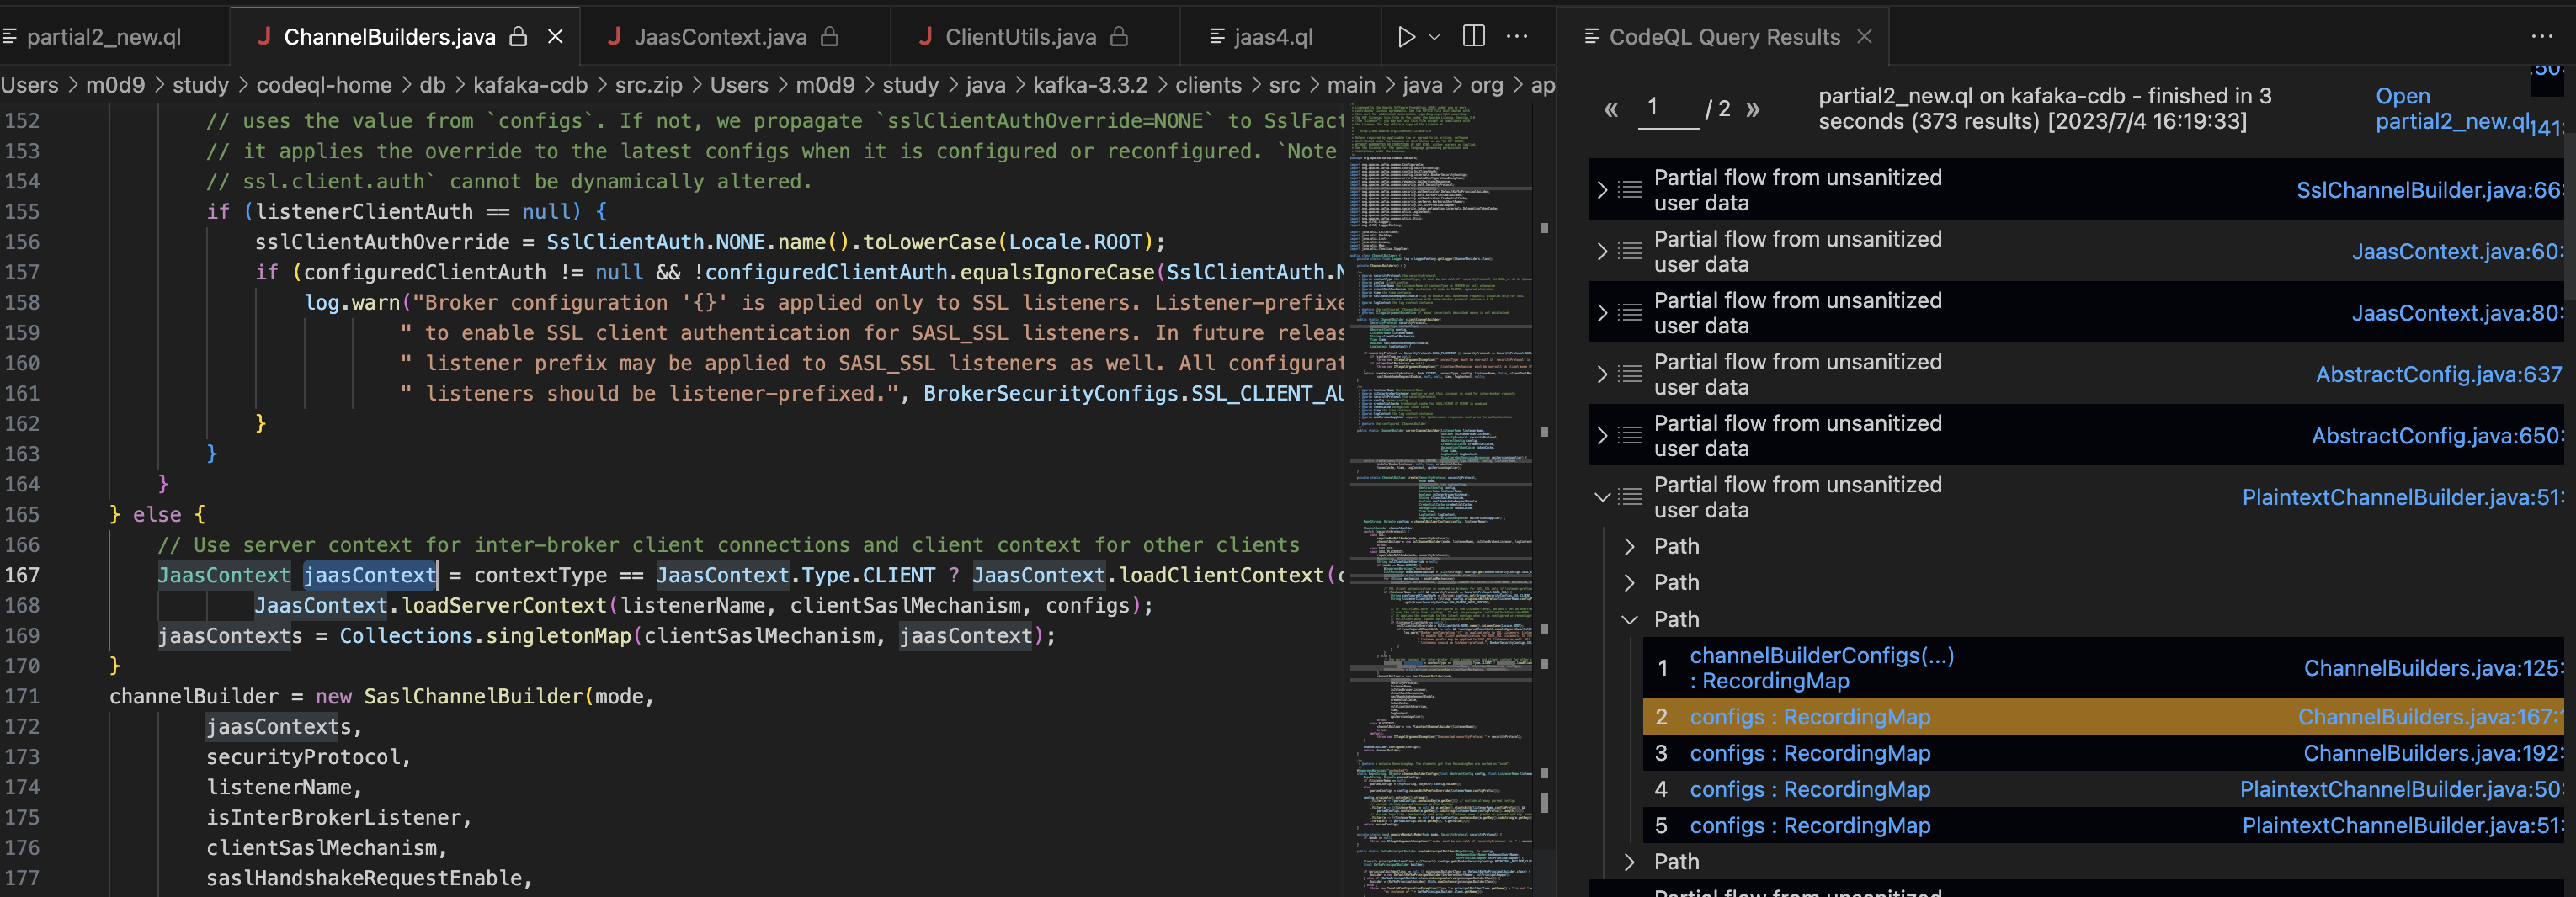 partial2_new.ql
J ChannelBuilders.java
J JaasContext.java
J ClientUtils.java
jaas4.ql
Users > m0d9 > study > codeql-home > db > kafaka-cdb > src.zip > Users > m0d9 > study > java > kafka-3.3.2 > clients > src > main > java > org > ap
152 // uses the value from `configs`. If not, we propagate `sslClientAuthOverride=NONE` to SslFact
153 // it applies the override to the latest configs when it is configured or reconfigured. `Note
154 // ssl.client.auth` cannot be dynamically altered.
155 if (listenerClientAuth == null) {
156 sslClientAuthOverride = SslClientAuth.NONE.name().toLowerCase(Locale.ROOT);
157 if (configuredClientAuth != null && !configuredClientAuth.equalsIgnoreCase(SslClientAuth.N
158 log.warn("Broker configuration '{}' is applied only to SSL listeners. Listener-prefixe
159 " to enable SSL client authentication for SASL_SSL listeners. In future releas
160 " listener prefix may be applied to SASL_SSL listeners as well. All configurat
161 " listeners should be listener-prefixed.", BrokerSecurityConfigs.SSL_CLIENT_AU
162 }
163 }
164 }
165 } else {
166 // Use server context for inter-broker client connections and client context for other clients
167 JaasContext jaasContext = contextType == JaasContext.Type.CLIENT ? JaasContext.loadClientContext(c
168 JaasContext.loadServerContext(listenerName, clientSaslMechanism, configs);
169 jaasContexts = Collections.singletonMap(clientSaslMechanism, jaasContext);
170 }
171 channelBuilder = new SaslChannelBuilder(mode,
172 jaasContexts,
173 securityProtocol,
174 listenerName,
175 isInterBrokerListener,
176 clientSaslMechanism,
177 saslHandshakeRequestEnable,
CodeQL Query Results
« 1 / 2 »
partial2_new.ql on kafaka-cdb - finished in 3
seconds (373 results) [2023/7/4 16:19:33]
Open
partial2_new.ql
:50:
141:
Partial flow from unsanitized
user data
SslChannelBuilder.java:66:
Partial flow from unsanitized
user data
JaasContext.java:60:
Partial flow from unsanitized
user data
JaasContext.java:80:
Partial flow from unsanitized
user data
AbstractConfig.java:637
Partial flow from unsanitized
user data
AbstractConfig.java:650:
Partial flow from unsanitized
user data
PlaintextChannelBuilder.java:51:
Path
Path
Path
1 channelBuilderConfigs(...)
: RecordingMap
ChannelBuilders.java:125:
2 configs : RecordingMap ChannelBuilders.java:167:
3 configs : RecordingMap ChannelBuilders.java:192:
4 configs : RecordingMap PlaintextChannelBuilder.java:50:
5 configs : RecordingMap PlaintextChannelBuilder.java:51:
Path
Partial flow from unsanitized